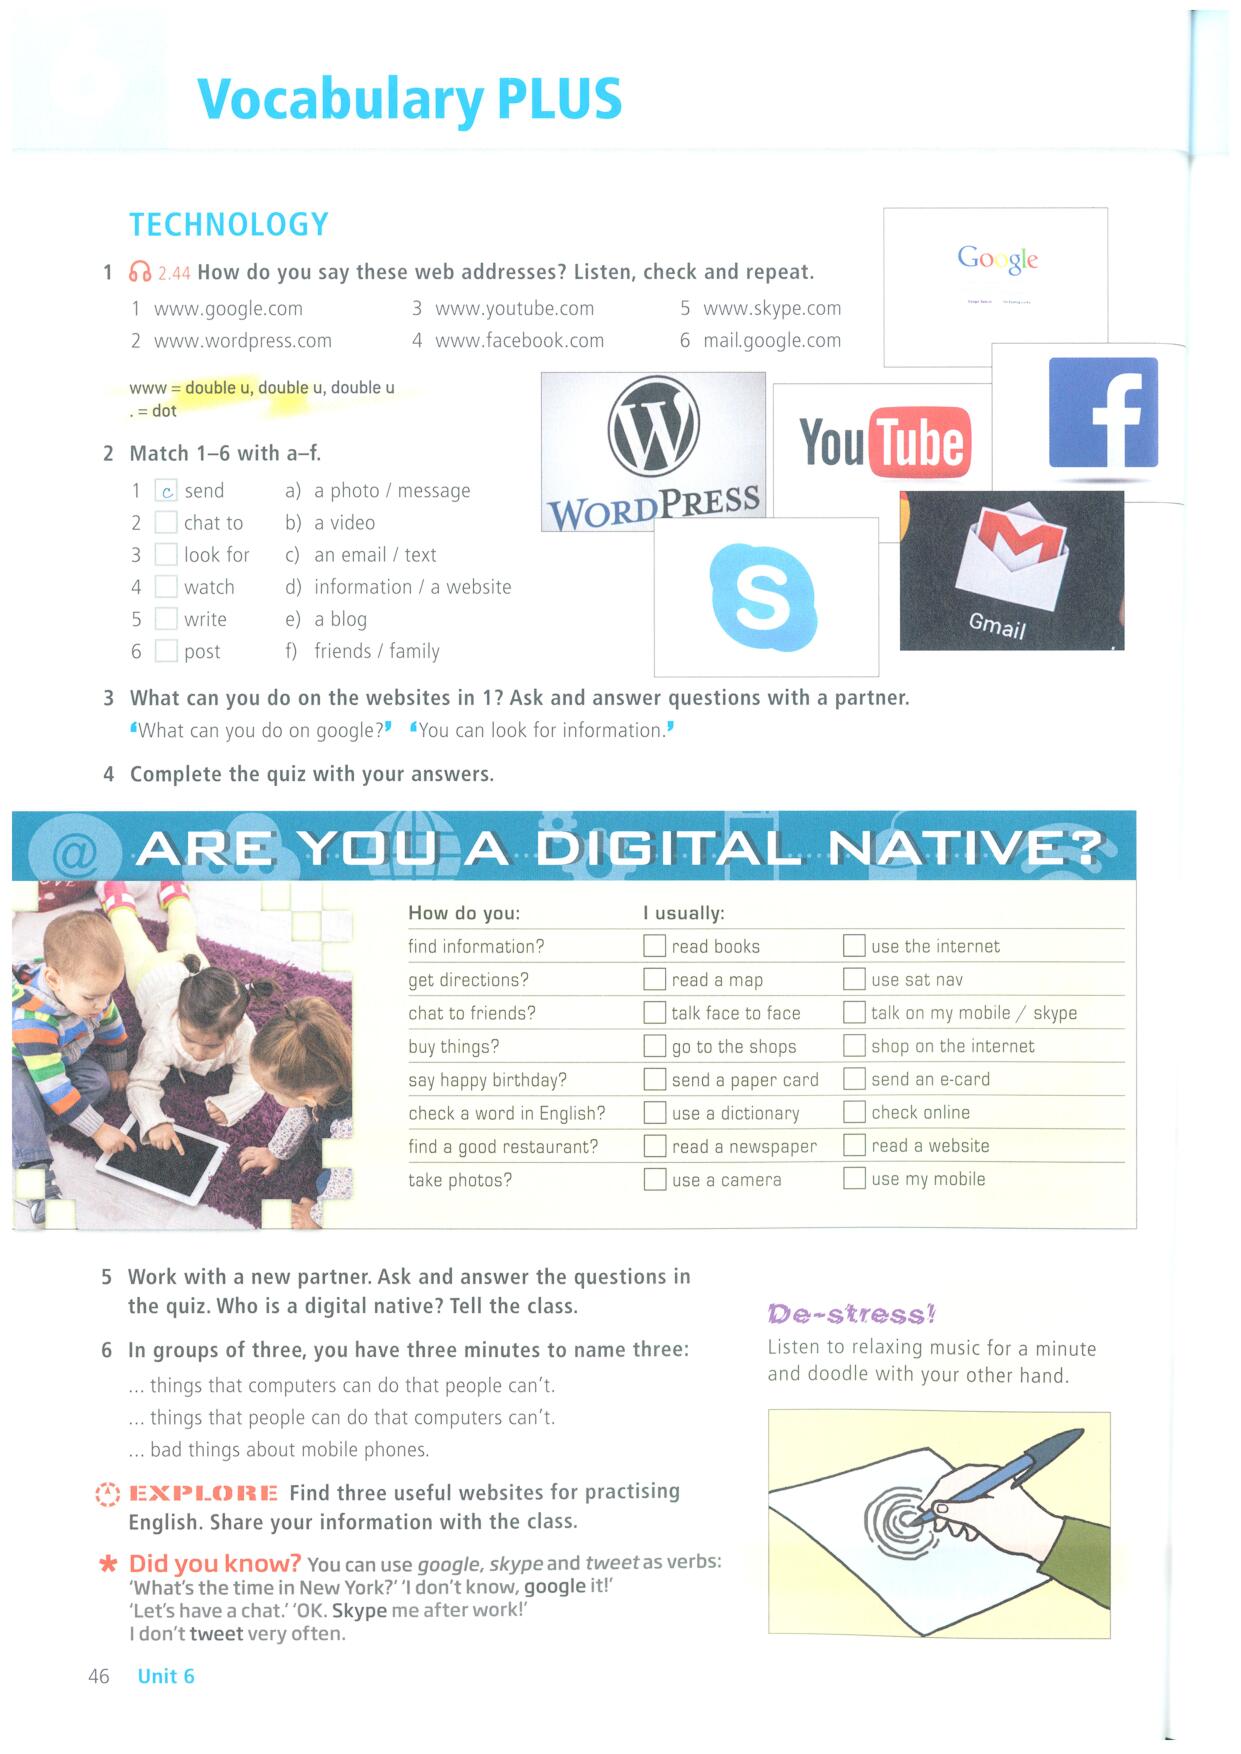 6
Vocabulary PLUS
TECHNOLOGY
1 2.44 How do you say these web addresses? Listen, check and repeat.
1 www.google.com 3 www.youtube.com 5 www.skype.com
2 www.wordpress.com 4 www.facebook.com 6 mail.google.com
Google
www = double u, double u, double u
. = dot
WORDPRESS
YouTube
f
S
Gmail
2 Match 1–6 with a–f.
1 c send a) a photo / message
2 chat to b) a video
3 look for c) an email / text
4 watch d) information / a website
5 write e) a blog
6 post f) friends / family
3 What can you do on the websites in 1? Ask and answer questions with a partner.
‘What can you do on google?’ ‘You can look for information.’
4 Complete the quiz with your answers.
@ ARE YOU A DIGITAL NATIVE?
How do you: I usually:
find information? read books use the internet
get directions? read a map use sat nav
chat to friends? talk face to face talk on my mobile / skype
buy things? go to the shops shop on the internet
say happy birthday? send a paper card send an e-card
check a word in English? use a dictionary check online
find a good restaurant? read a newspaper read a website
take photos? use a camera use my mobile
5 Work with a new partner. Ask and answer the questions in
the quiz. Who is a digital native? Tell the class.
6 In groups of three, you have three minutes to name three:
... things that computers can do that people can't.
... things that people can do that computers can't.
... bad things about mobile phones.
EXPLORE Find three useful websites for practising
English. Share your information with the class.
* Did you know? You can use google, skype and tweet as verbs:
‘What's the time in New York?’ ‘I don't know, google it!’
‘Let's have a chat.’ ‘OK. Skype me after work!’
I don't tweet very often.
De-stress!
Listen to relaxing music for a minute
and doodle with your other hand.
46 Unit 6